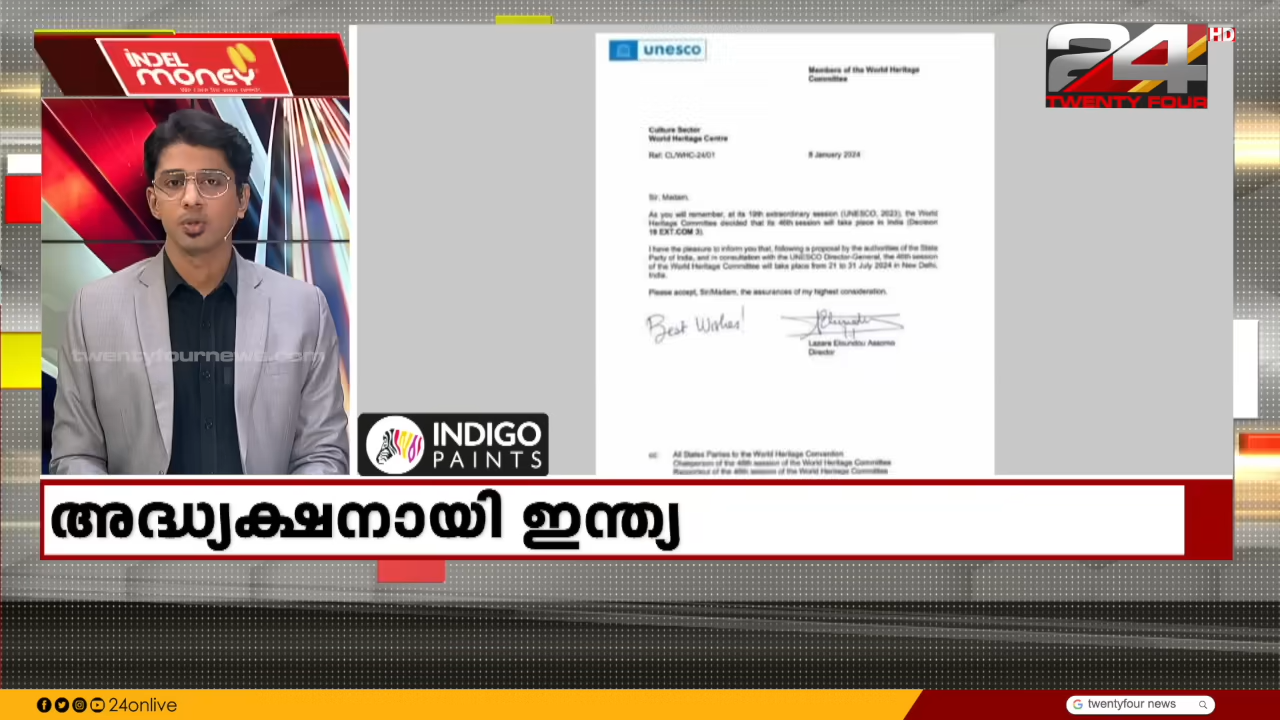 INDEL
money
We care for your needs
24
HD
TWENTY FOUR
unesco
Members of the World Heritage
Committee
Culture Sector
World Heritage Centre
Ref: CL/WHC-24/01
8 January 2024
Sir, Madam,
As you will remember, at its 19th extraordinary session (UNESCO, 2023), the World
Heritage Committee decided that its 46th session will take place in India (Decision
19 EXT.COM 3).
I have the pleasure to inform you that, following a proposal by the authorities of the State
Party of India, and in consultation with the UNESCO Director-General, the 46th session
of the World Heritage Committee will take place from 21 to 31 July 2024 in New Delhi,
India.
Please accept, Sir/Madam, the assurances of my highest consideration.
Best Wishes!
Lazare Eloundou Assomo
Director
cc: All States Parties to the World Heritage Convention
Chairperson of the 46th session of the World Heritage Committee
Rapporteur of the 46th session of the World Heritage Committee
twentyfournews.com
INDIGO
PAINTS
അദ്ധ്യക്ഷനായി ഇന്ത്യ
24onlive
twentyfour news